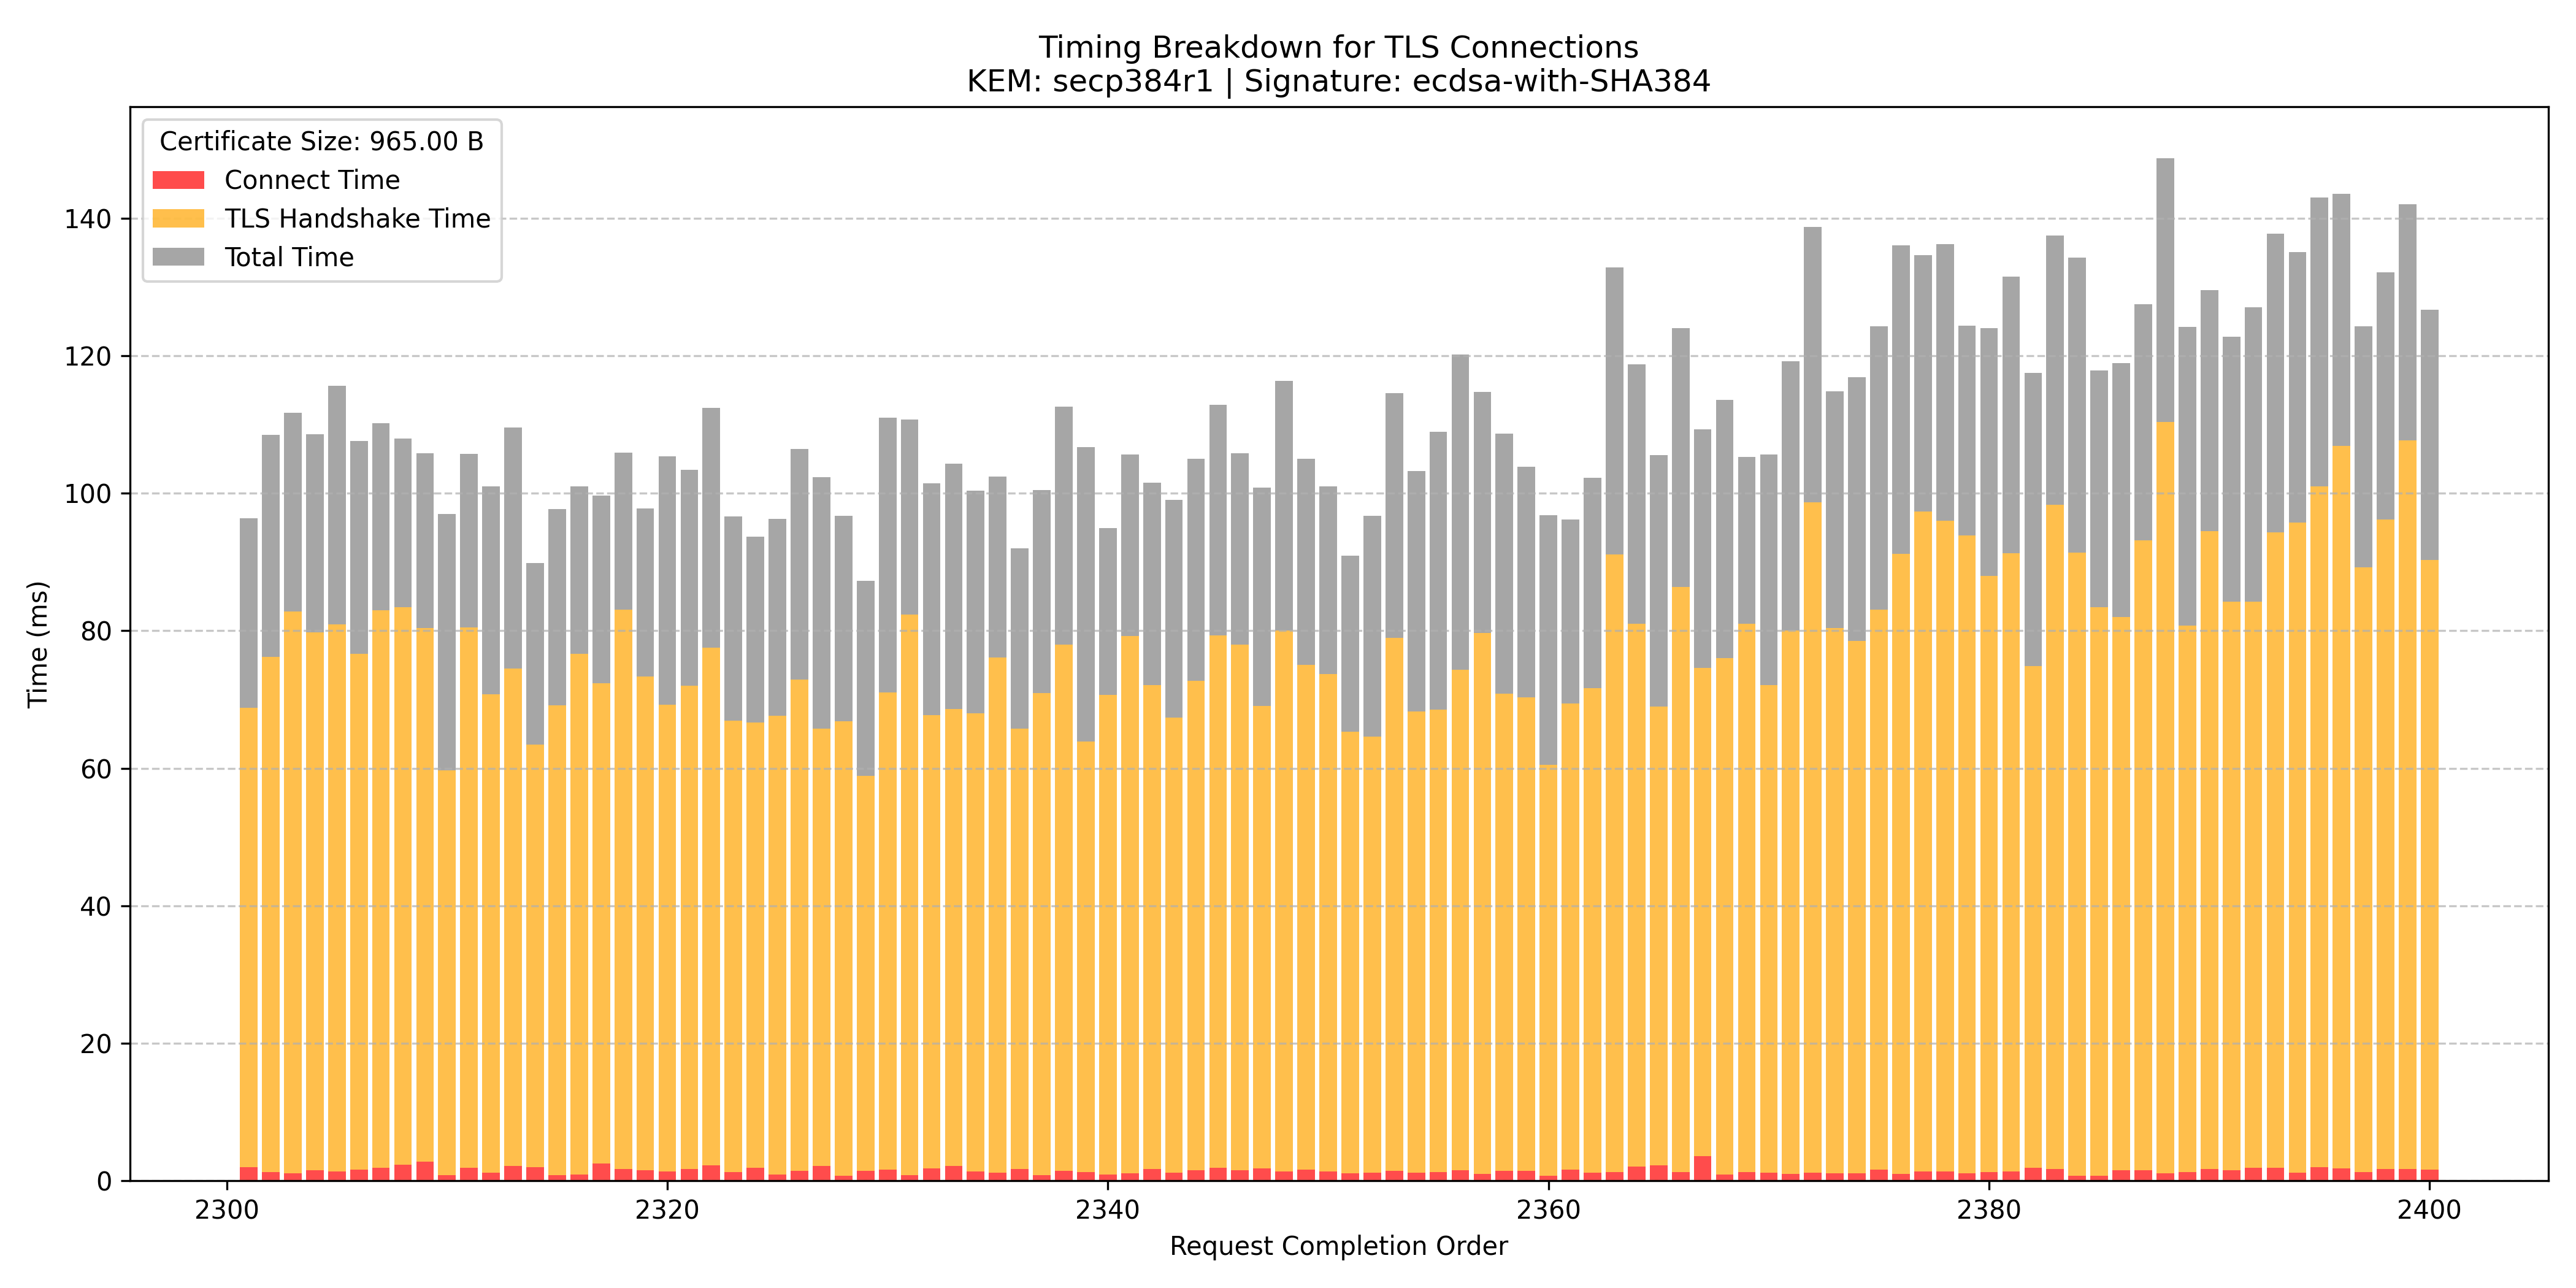 Timing Breakdown for TLS Connections
KEM: secp384r1 | Signature: ecdsa-with-SHA384
Certificate Size: 965.00 B
Connect Time
TLS Handshake Time
Total Time
Time (ms)
140
120
100
80
60
40
20
0
2300 2320 2340 2360 2380 2400
Request Completion Order